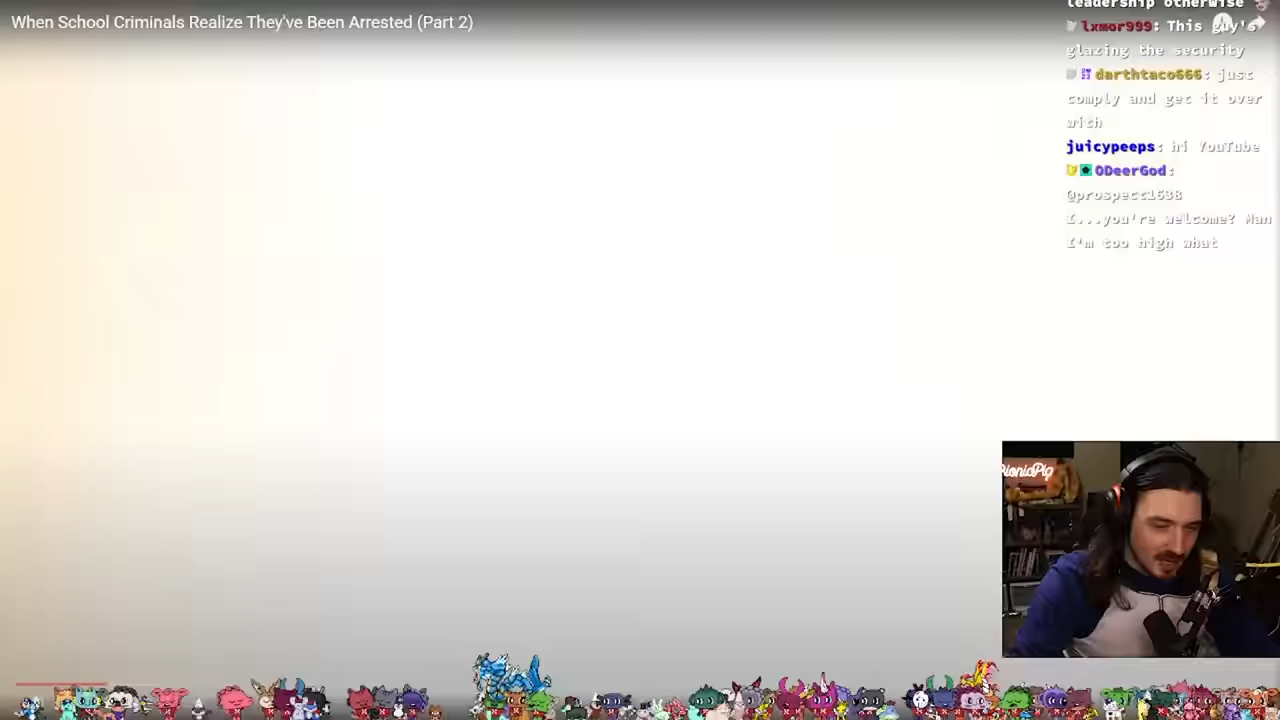 When School Criminals Realize They've Been Arrested (Part 2)
leadership otherwise
lxmor999: This guy's
glazing the security
darthtaco666: just
comply and get it over
with
juicypeeps: hi YouTube
ODeerGod:
@prospect1638
I...you're welcome? Man
I'm too high what
BionicPig